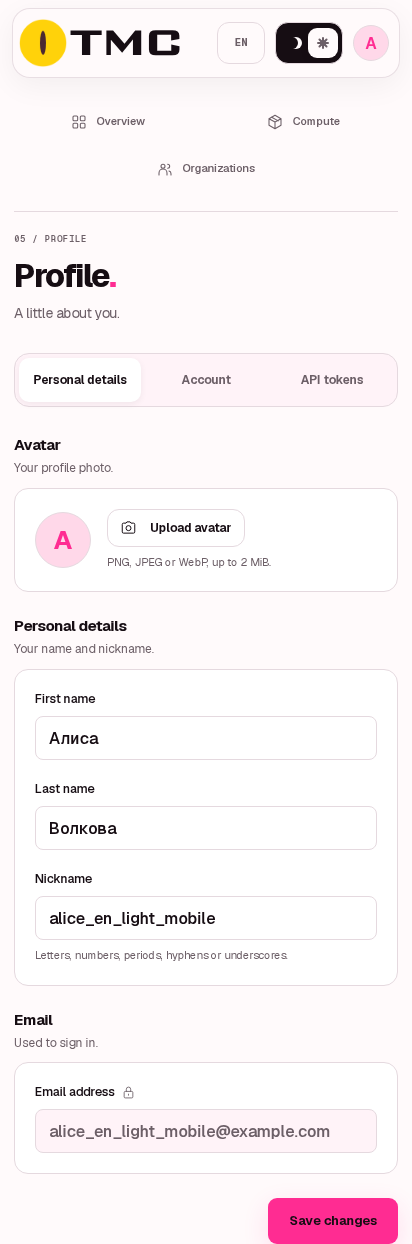 TMC
EN
A
Overview
Compute
Organizations
05 / PROFILE
Profile.
A little about you.
Personal details
Account
API tokens
Avatar
Your profile photo.
A
Upload avatar
PNG, JPEG or WebP, up to 2 MiB.
Personal details
Your name and nickname.
First name
Алиса
Last name
Волкова
Nickname
alice_en_light_mobile
Letters, numbers, periods, hyphens or underscores.
Email
Used to sign in.
Email address
alice_en_light_mobile@example.com
Save changes